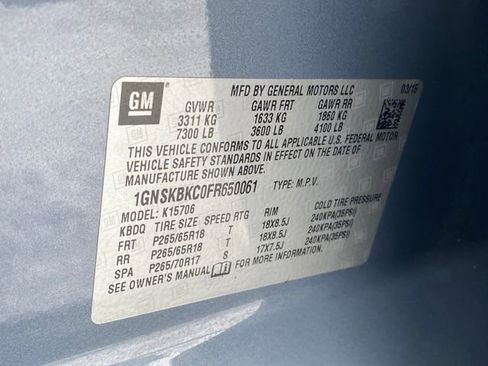 GM
MFD BY GENERAL MOTORS LLC
03/15
GVWR GAWR FRT GAWR RR
3311 KG 1633 KG 1860 KG
7300 LB 3600 LB 4100 LB
THIS VEHICLE CONFORMS TO ALL APPLICABLE U.S. FEDERAL MOTOR
VEHICLE SAFETY STANDARDS IN EFFECT ON THE DATE OF
MANUFACTURE SHOWN ABOVE.
1GNSKBKC0FR650061 TYPE: M.P.V.
MODEL: K15706
KBDQ TIRE SIZE SPEED RTG RIM
FRT P265/65R18 T 18X8.5J 240KPA(35PSI)
RR P265/65R18 T 18X8.5J 240KPA(35PSI)
SPA P265/70R17 S 17X7.5J 240KPA(35PSI)
SEE OWNER'S MANUAL FOR MORE INFORMATION.